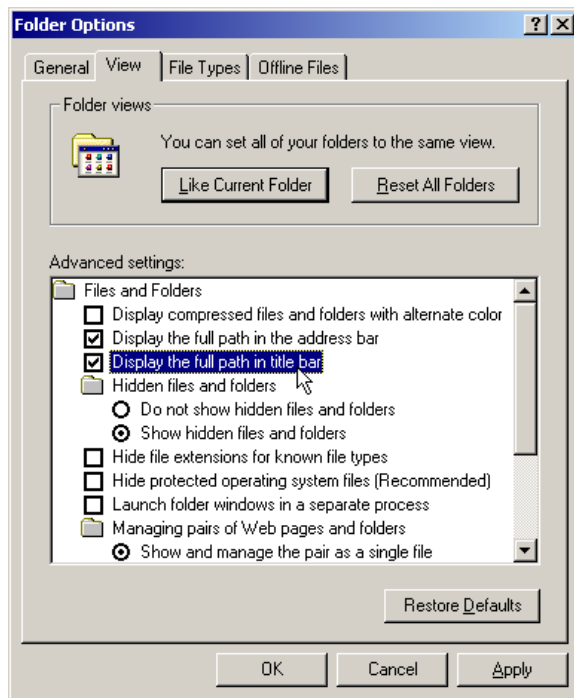 Folder Options
General View File Types Offline Files
Folder views
You can set all of your folders to the same view.
Like Current Folder Reset All Folders
Advanced settings:
Files and Folders
Display compressed files and folders with alternate color
Display the full path in the address bar
Display the full path in title bar
Hidden files and folders
Do not show hidden files and folders
Show hidden files and folders
Hide file extensions for known file types
Hide protected operating system files (Recommended)
Launch folder windows in a separate process
Managing pairs of Web pages and folders
Show and manage the pair as a single file
Restore Defaults
OK Cancel Apply